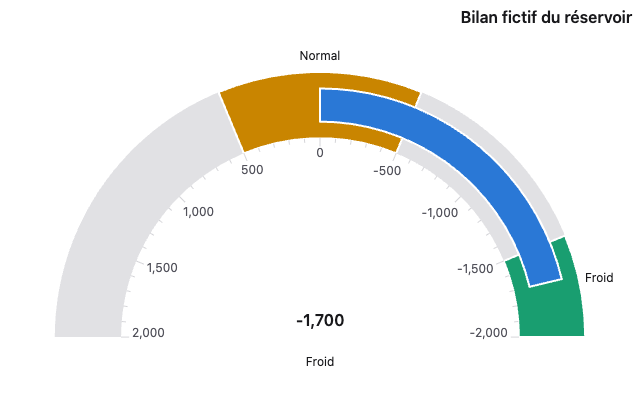 Bilan fictif du réservoir
Normal
0
500
-500
1,000
-1,000
1,500
-1,500
Froid
2,000
-1,700
-2,000
Froid